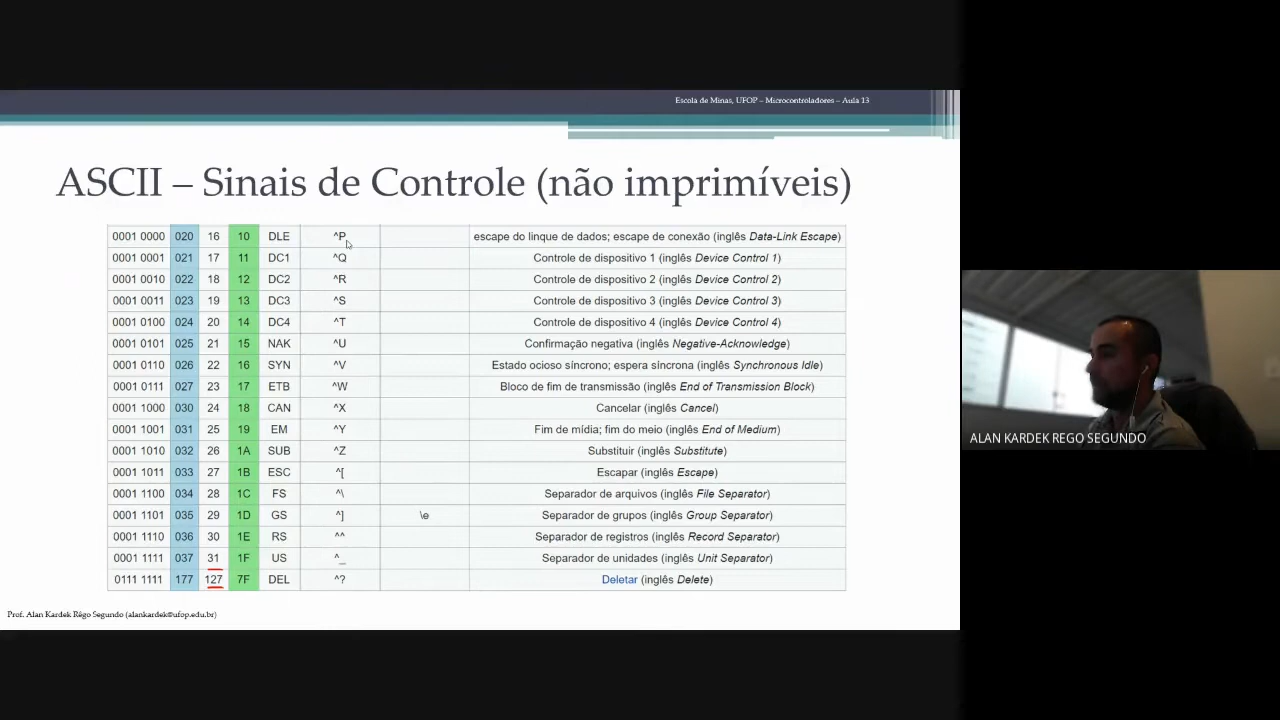 Escola de Minas, UFOP – Microcontroladores – Aula 13
ASCII – Sinais de Controle (não imprimíveis)
0001 0000 020 16 10 DLE ^P escape do linque de dados; escape de conexão (inglês Data-Link Escape)
0001 0001 021 17 11 DC1 ^Q Controle de dispositivo 1 (inglês Device Control 1)
0001 0010 022 18 12 DC2 ^R Controle de dispositivo 2 (inglês Device Control 2)
0001 0011 023 19 13 DC3 ^S Controle de dispositivo 3 (inglês Device Control 3)
0001 0100 024 20 14 DC4 ^T Controle de dispositivo 4 (inglês Device Control 4)
0001 0101 025 21 15 NAK ^U Confirmação negativa (inglês Negative-Acknowledge)
0001 0110 026 22 16 SYN ^V Estado ocioso síncrono; espera síncrona (inglês Synchronous Idle)
0001 0111 027 23 17 ETB ^W Bloco de fim de transmissão (inglês End of Transmission Block)
0001 1000 030 24 18 CAN ^X Cancelar (inglês Cancel)
0001 1001 031 25 19 EM ^Y Fim de mídia; fim do meio (inglês End of Medium)
0001 1010 032 26 1A SUB ^Z Substituir (inglês Substitute)
0001 1011 033 27 1B ESC ^[ Escapar (inglês Escape)
0001 1100 034 28 1C FS ^\ Separador de arquivos (inglês File Separator)
0001 1101 035 29 1D GS ^] \e Separador de grupos (inglês Group Separator)
0001 1110 036 30 1E RS ^^ Separador de registros (inglês Record Separator)
0001 1111 037 31 1F US ^_ Separador de unidades (inglês Unit Separator)
0111 1111 177 127 7F DEL ^? Deletar (inglês Delete)
Prof. Alan Kardek Rêgo Segundo (alankardek@ufop.edu.br)
ALAN KARDEK REGO SEGUNDO